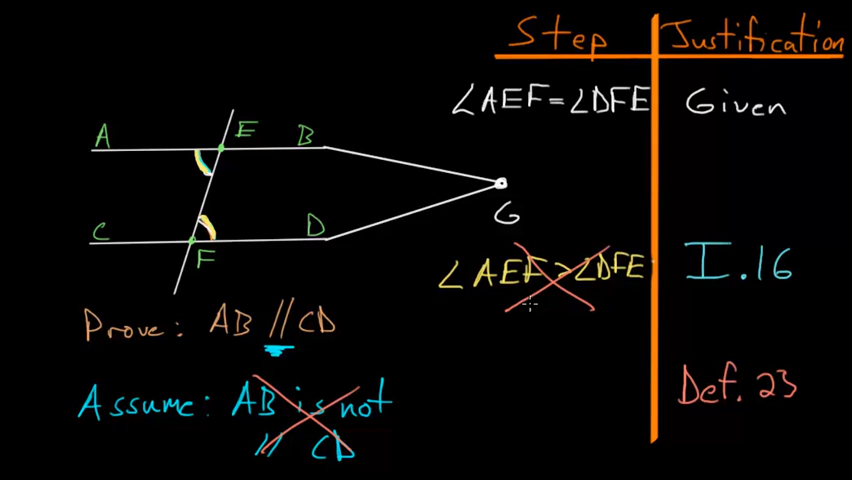 Step Justification
∠AEF=∠DFE Given
A E B
G
C F D
∠AEF>∠DFE I.16
Prove: AB // CD
Def. 23
Assume: AB is not
// CD